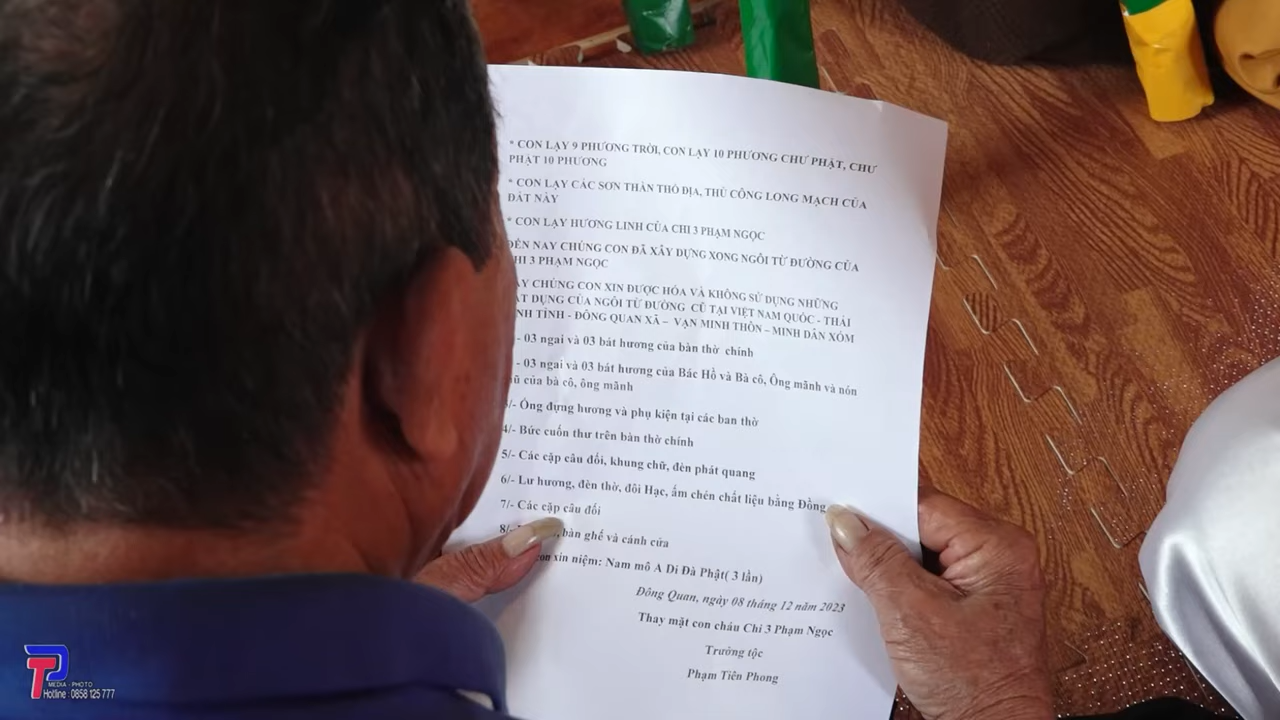 * CON LẠY 9 PHƯƠNG TRỜI, CON LẠY 10 PHƯƠNG CHƯ PHẬT, CHƯ
PHẬT 10 PHƯƠNG
* CON LẠY CÁC SƠN THẦN THỔ ĐỊA, THỦ CÔNG LONG MẠCH CỦA
ĐẤT NÀY
* CON LẠY HƯƠNG LINH CỦA CHI 3 PHẠM NGỌC
ĐẾN NAY CHÚNG CON ĐÃ XÂY DỰNG XONG NGÔI TỪ ĐƯỜNG CỦA
CHI 3 PHẠM NGỌC
CHÚNG CON XIN ĐƯỢC HÓA VÀ KHÔNG SỬ DỤNG NHỮNG
DỤNG CỦA NGÔI TỪ ĐƯỜNG CŨ TẠI VIỆT NAM QUỐC - THÁI
TỈNH - ĐÔNG QUAN XÃ – VẠN MINH THÔN – MINH DÂN XÓM
- 03 ngai và 03 bát hương của bàn thờ chính
- 03 ngai và 03 bát hương của Bác Hồ và Bà cô, Ông mãnh và nón
của bà cô, ông mãnh
/- Ống đựng hương và phụ kiện tại các ban thờ
4/- Bức cuốn thư trên bàn thờ chính
5/- Các cặp câu đối, khung chữ, đèn phát quang
6/- Lư hương, đèn thờ, đôi Hạc, ấm chén chất liệu bằng Đồng
7/- Các cặp câu đối
8/- bàn ghế và cánh cửa
con xin niệm: Nam mô A Di Đà Phật( 3 lần)
Đông Quan, ngày 08 tháng 12 năm 2023
Thay mặt con cháu Chi 3 Phạm Ngọc
Trưởng tộc
Phạm Tiên Phong
MEDIA - PHOTO
Hotline : 0858 125 777